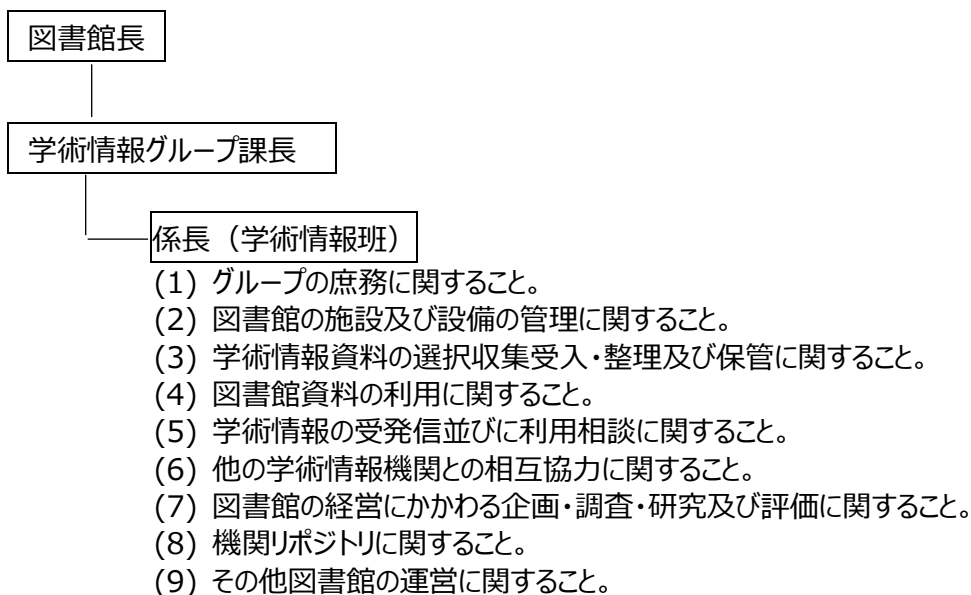 図書館長
学術情報グループ課長
係長（学術情報班）
(1) グループの庶務に関すること。
(2) 図書館の施設及び設備の管理に関すること。
(3) 学術情報資料の選択収集受入・整理及び保管に関すること。
(4) 図書館資料の利用に関すること。
(5) 学術情報の受発信並びに利用相談に関すること。
(6) 他の学術情報機関との相互協力に関すること。
(7) 図書館の経営にかかわる企画・調査・研究及び評価に関すること。
(8) 機関リポジトリに関すること。
(9) その他図書館の運営に関すること。